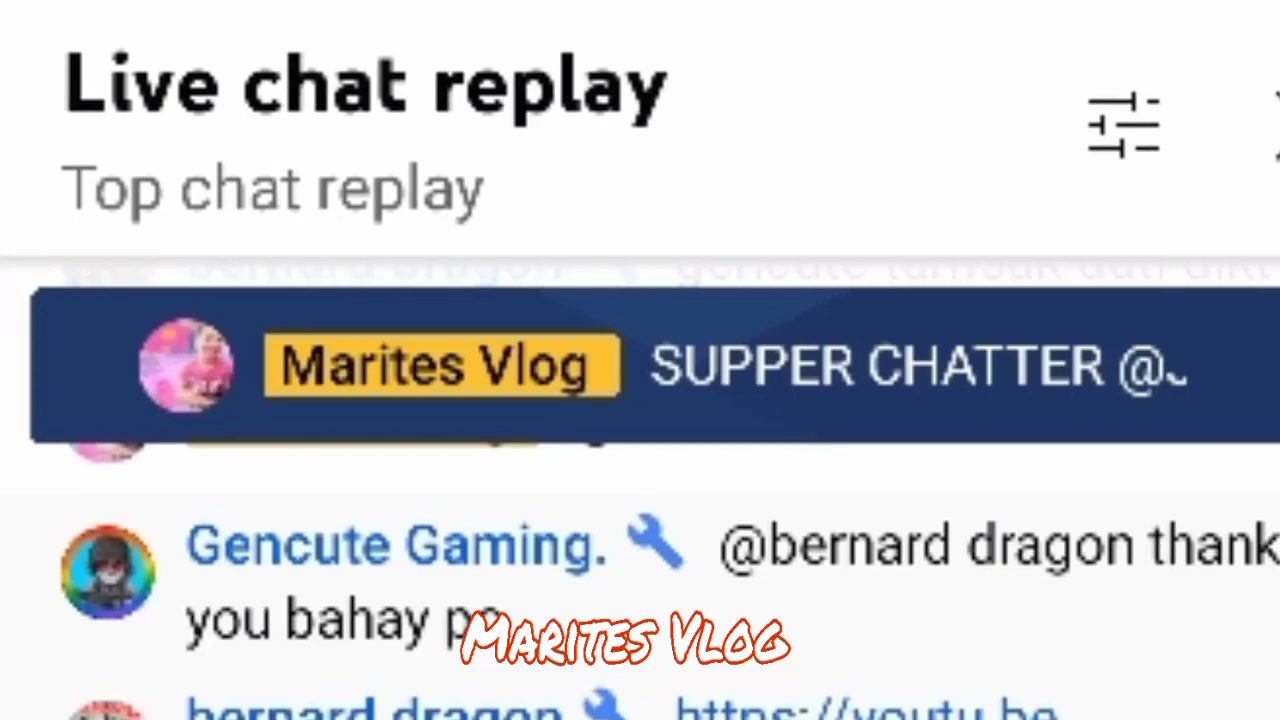 Live chat replay
Top chat replay
Marites Vlog SUPPER CHATTER @
Gencute Gaming. @bernard dragon thank
you bahay
Marites Vlog
bernard dragon https://youtu.be